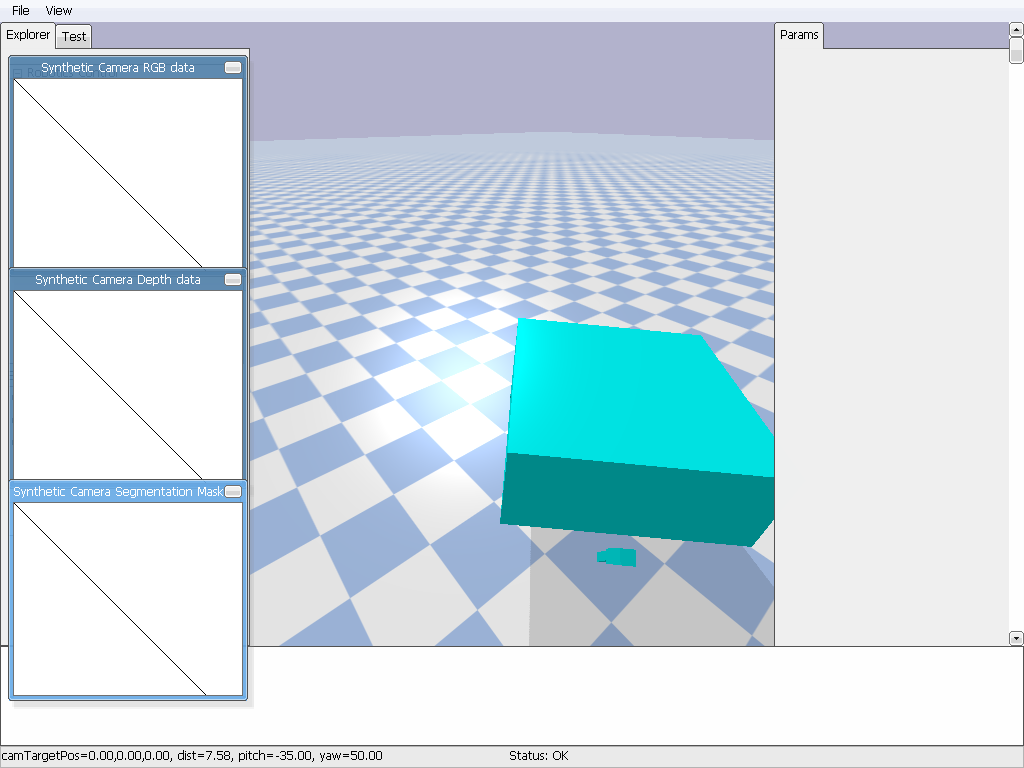 File View
Explorer Test
Params
Synthetic Camera RGB data
Synthetic Camera Depth data
Synthetic Camera Segmentation Mask
camTargetPos=0.00,0.00,0.00, dist=7.58, pitch=-35.00, yaw=50.00 Status: OK